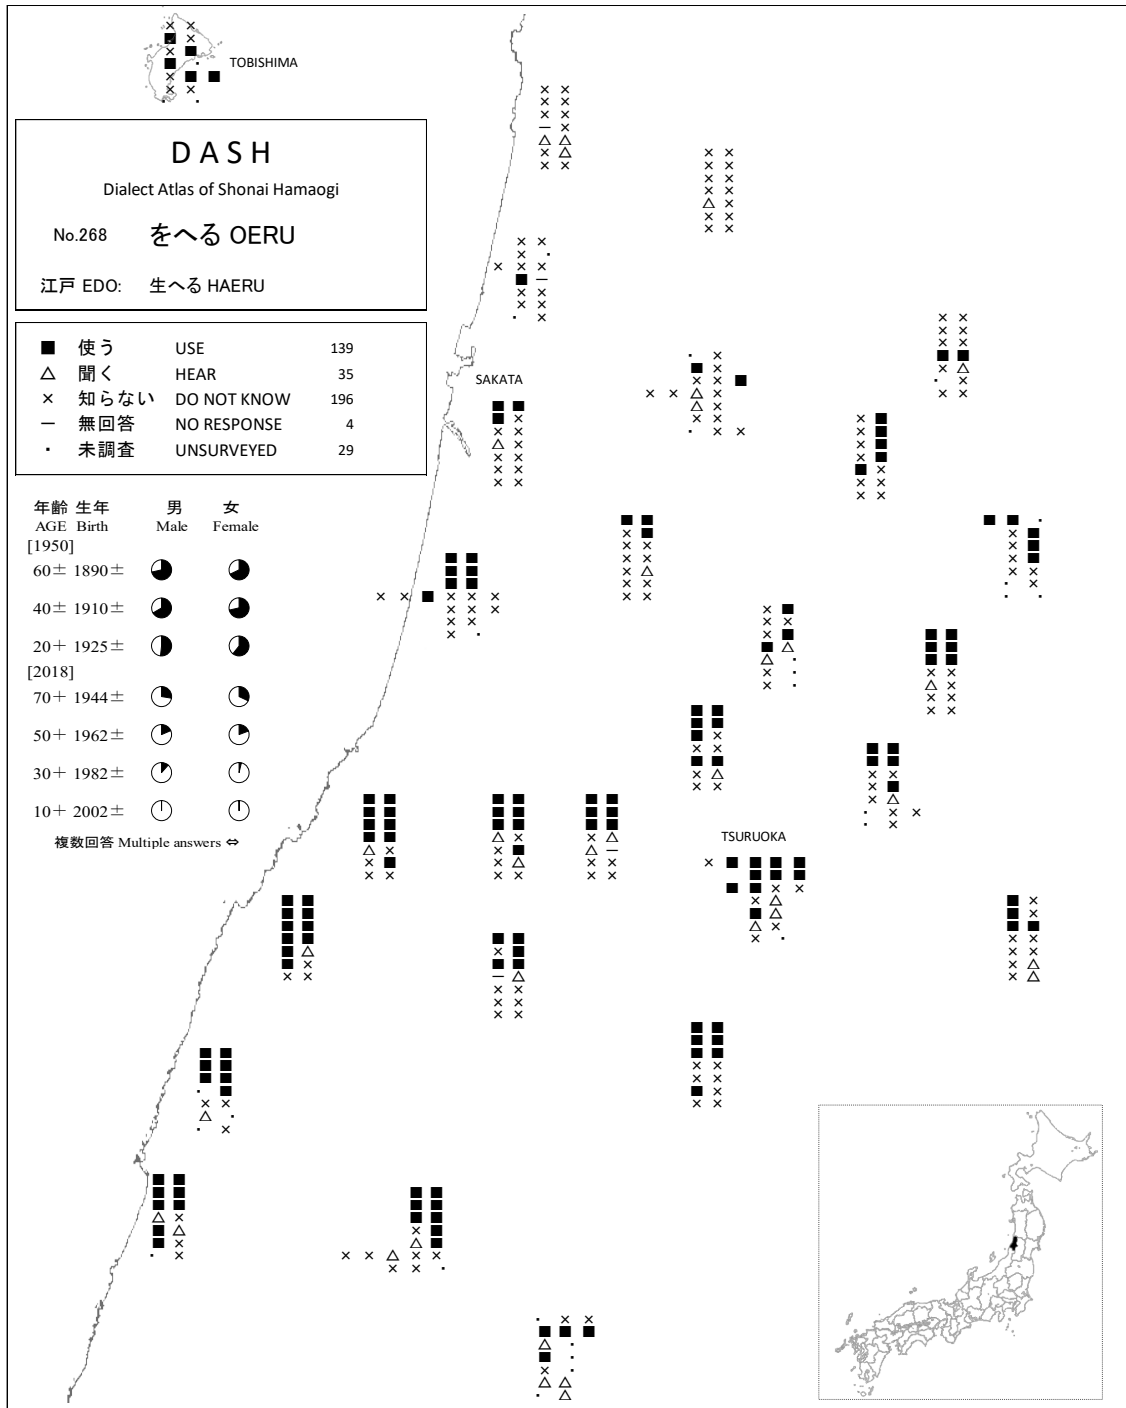 TOBISHIMA
DASH
Dialect Atlas of Shonai Hamaogi
No.268 をへる OERU
江戸 EDO: 生へる HAERU
■ 使う USE 139
△ 聞く HEAR 35
× 知らない DO NOT KNOW 196
― 無回答 NO RESPONSE 4
・ 未調査 UNSURVEYED 29
SAKATA
年齢 生年 男 女
AGE Birth Male Female
[1950]
60± 1890±
40± 1910±
20+ 1925±
[2018]
70+ 1944±
50+ 1962±
30+ 1982±
10+ 2002±
複数回答 Multiple answers ⇔
TSURUOKA